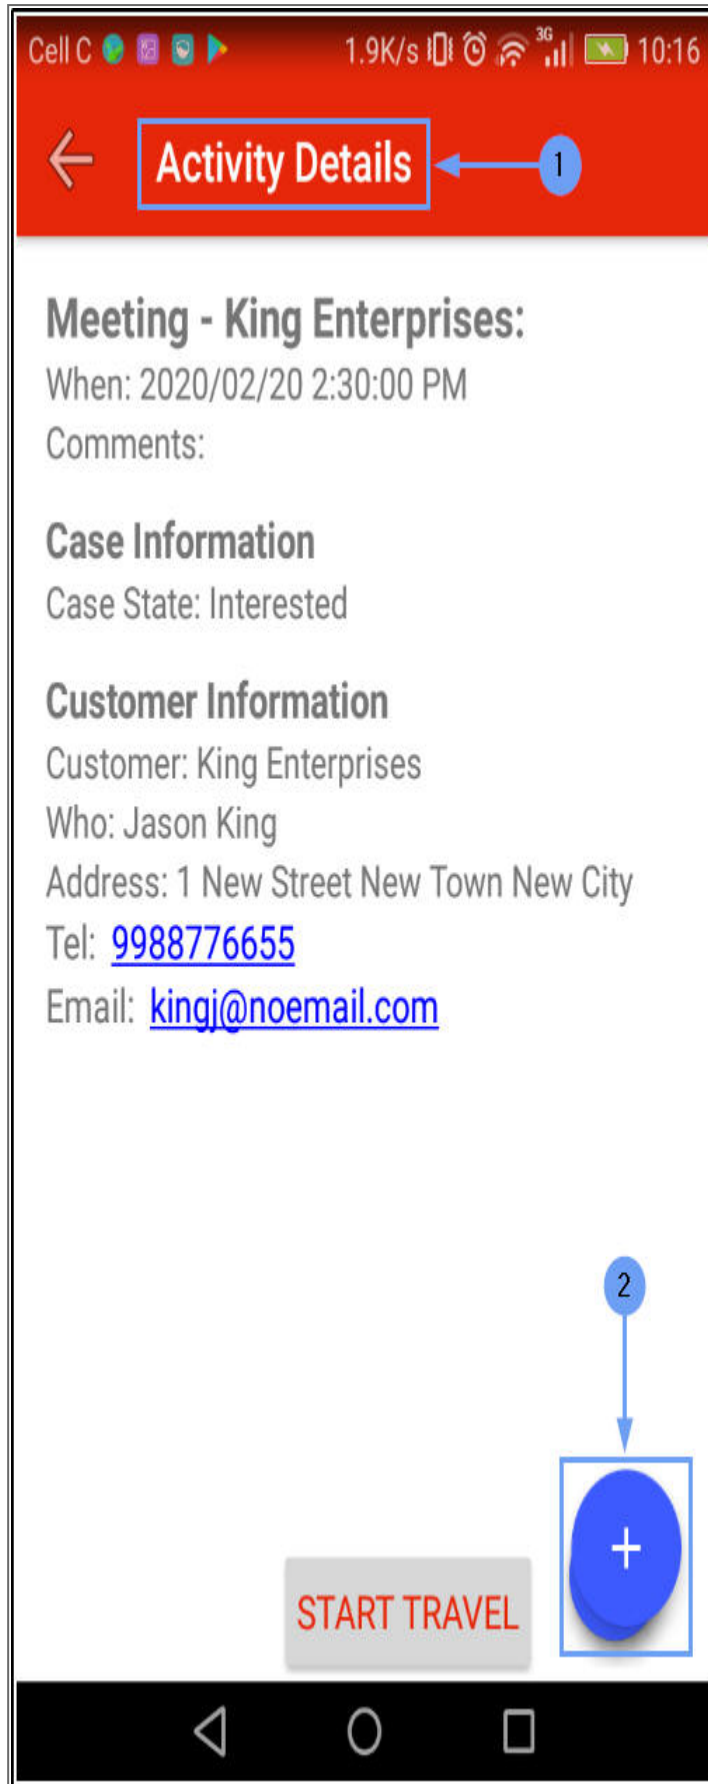 Cell C 1.9K/s 3G 10:16
Activity Details 1
Meeting - King Enterprises:
When: 2020/02/20 2:30:00 PM
Comments:
Case Information
Case State: Interested
Customer Information
Customer: King Enterprises
Who: Jason King
Address: 1 New Street New Town New City
Tel: 9988776655
Email: kingj@noemail.com
2
+
START TRAVEL